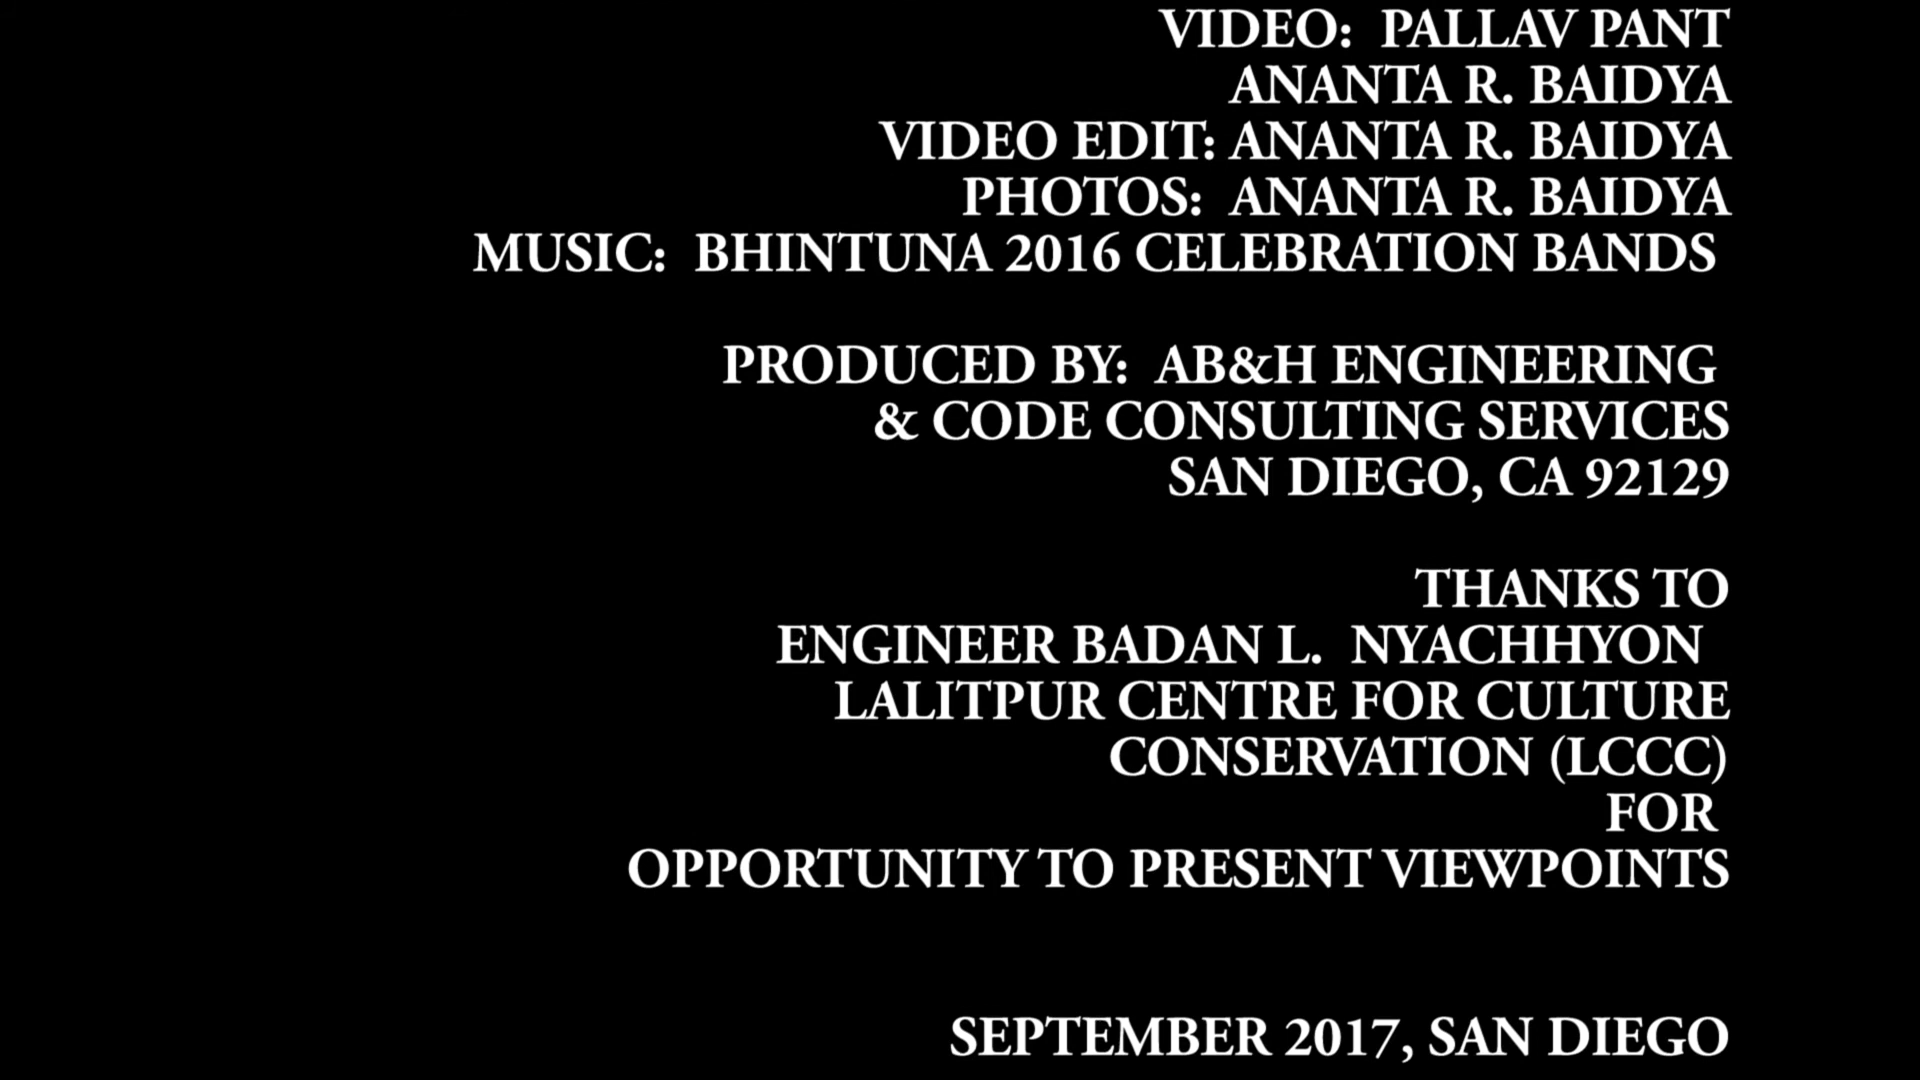 VIDEO:  PALLAV PANT
ANANTA R. BAIDYA
VIDEO EDIT: ANANTA R. BAIDYA
PHOTOS:  ANANTA R. BAIDYA
MUSIC:  BHINTUNA 2016 CELEBRATION BANDS
PRODUCED BY:  AB&H ENGINEERING
& CODE CONSULTING SERVICES
SAN DIEGO, CA 92129
THANKS TO
ENGINEER BADAN L.  NYACHHYON
LALITPUR CENTRE FOR CULTURE
CONSERVATION (LCCC)
FOR
OPPORTUNITY TO PRESENT VIEWPOINTS
SEPTEMBER 2017, SAN DIEGO